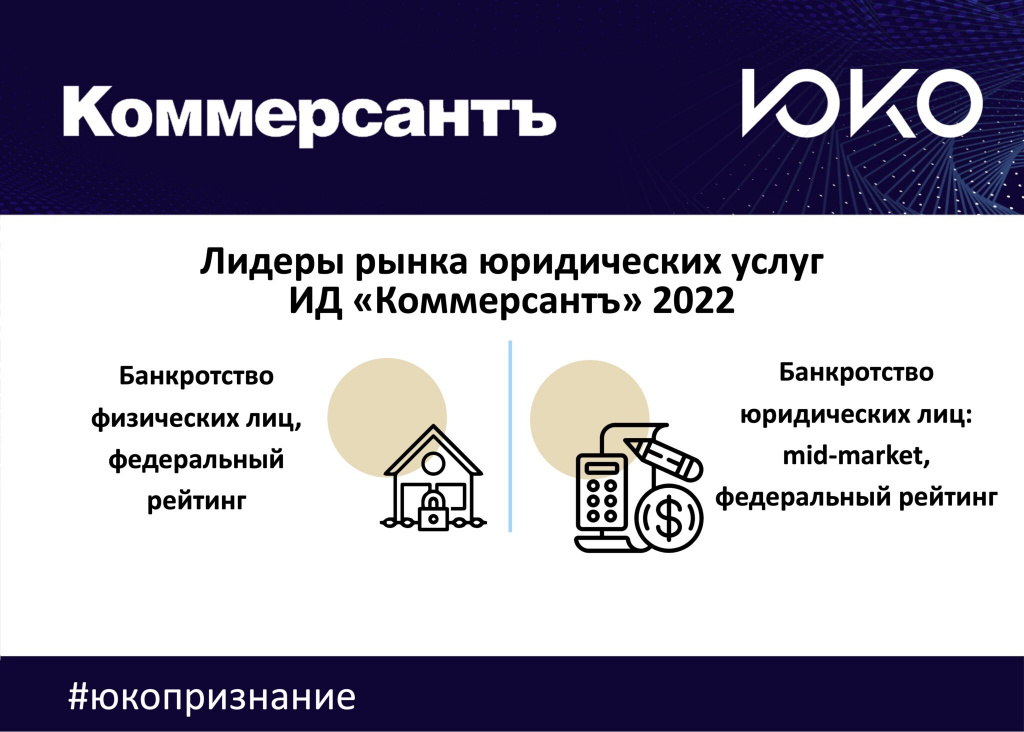 Коммерсантъ
ЮКО
Лидеры рынка юридических услуг
ИД «Коммерсантъ» 2022
Банкротство
физических лиц,
федеральный
рейтинг
$
Банкротство
юридических лиц:
mid-market,
федеральный рейтинг
#юкопризнание